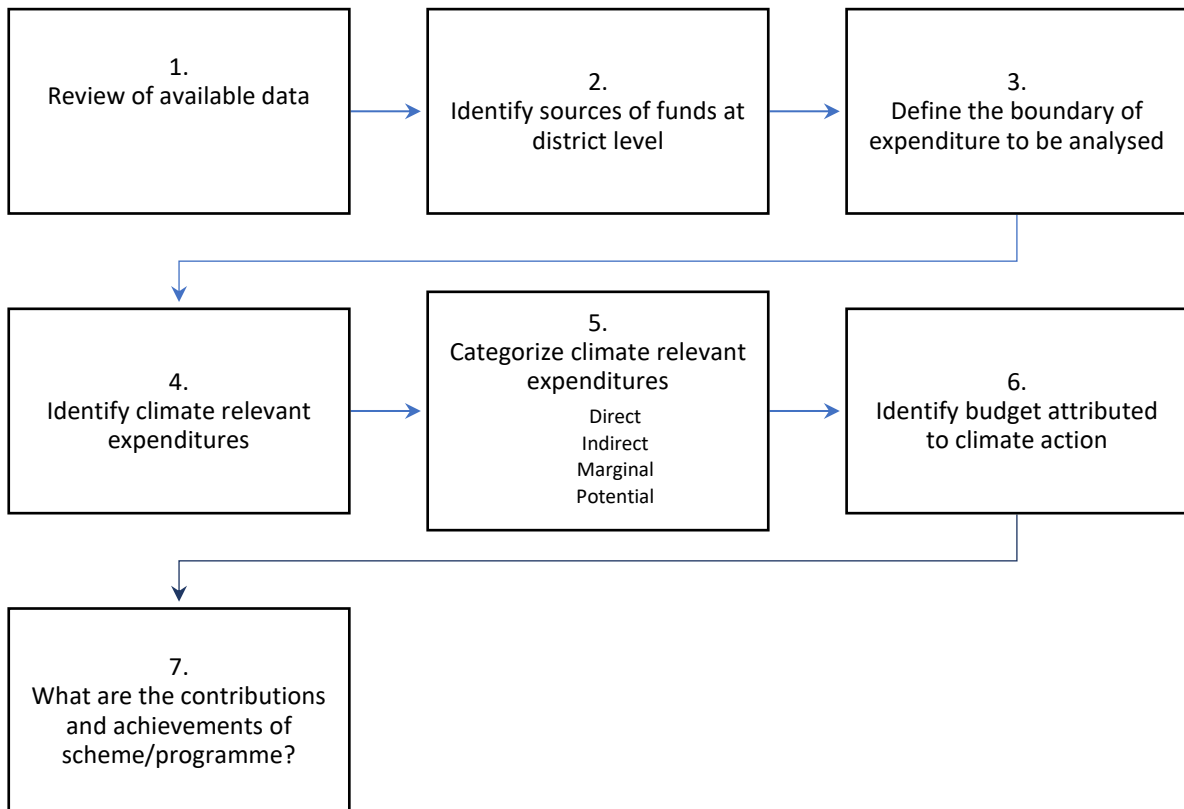 1.
Review of available data
2.
Identify sources of funds at
district level
3.
Define the boundary of
expenditure to be analysed
4.
Identify climate relevant
expenditures
5.
Categorize climate relevant
expenditures
Direct
Indirect
Marginal
Potential
6.
Identify budget attributed
to climate action
7.
What are the contributions
and achievements of
scheme/programme?